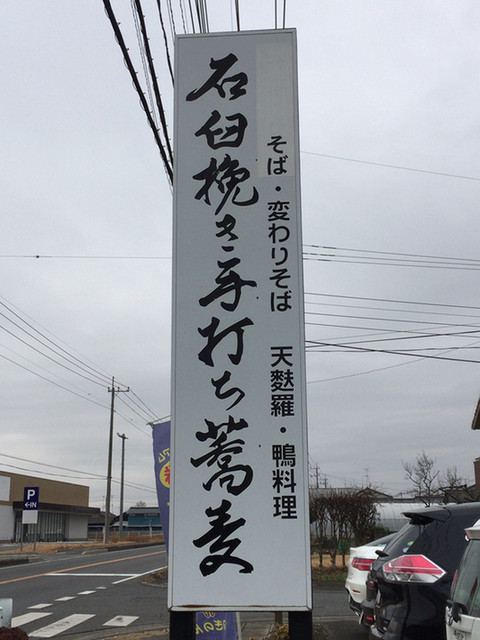 そば・変わりそば 天麩羅・鴨料理
石臼挽き手打ち蕎麦
P
IN